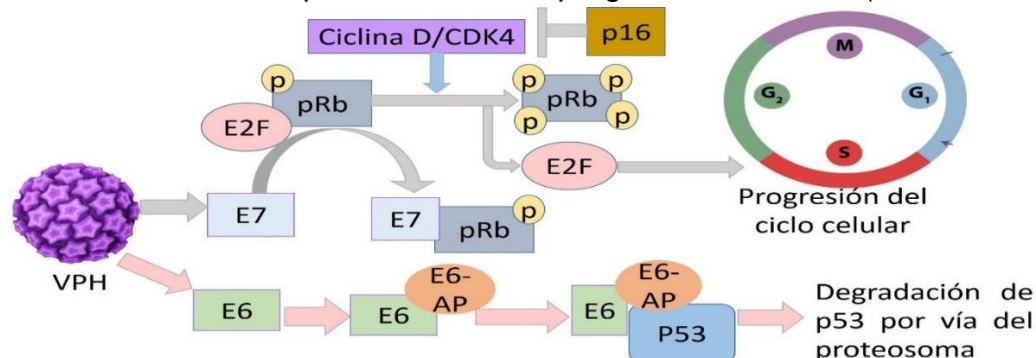 Ciclina D/CDK4
p16
p
pRb
E2F
p
p
pRb
p
p
E2F
M
G₂
G₁
S
Progresión del
ciclo celular
VPH
E7
E7
p
pRb
E6
E6-
AP
E6
E6-
AP
E6
P53
Degradación de
p53 por vía del
proteosoma